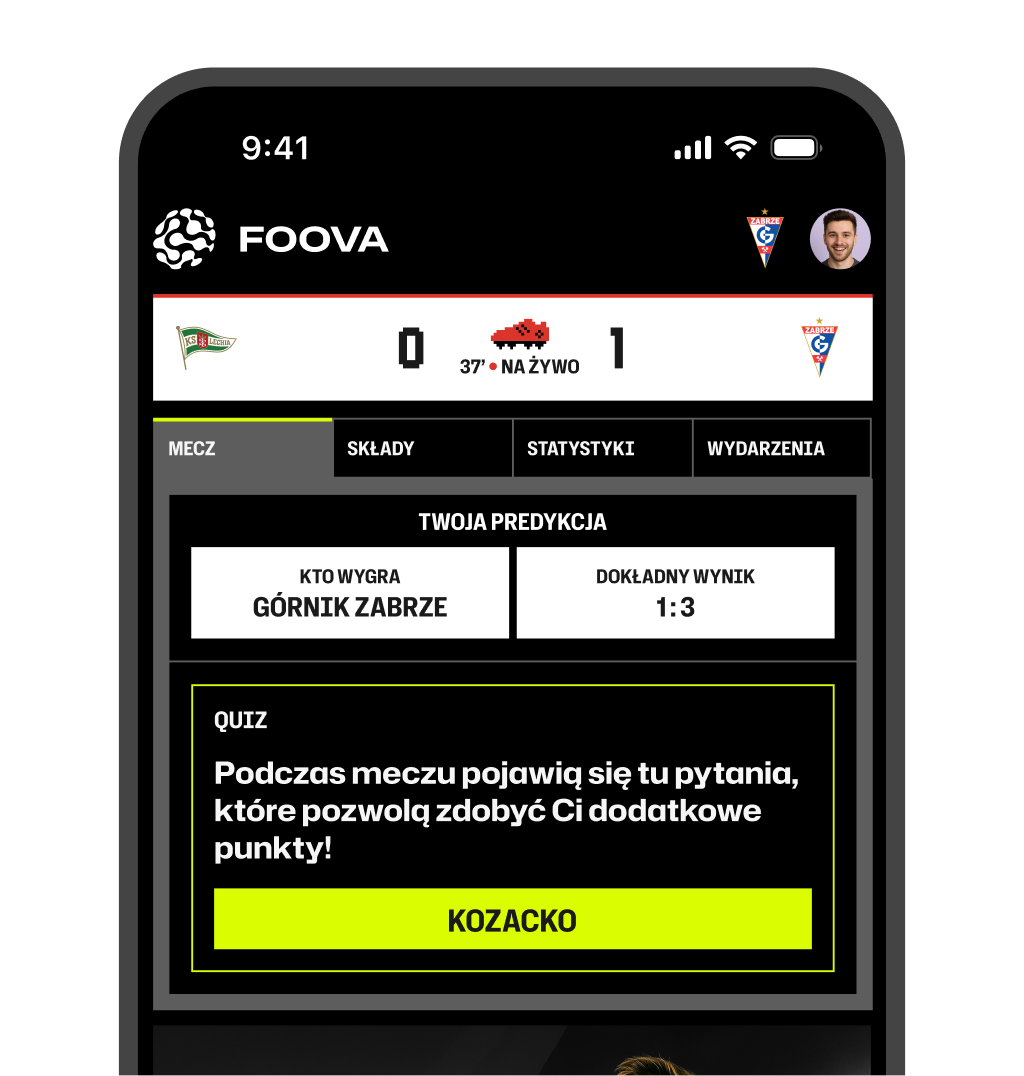 9:41
FOOVA
ZABRZE
G
KS LECHIA
0
1
37’ • NA ŻYWO
ZABRZE
G
MECZ
SKŁADY
STATYSTYKI
WYDARZENIA
TWOJA PREDYKCJA
KTO WYGRA
GÓRNIK ZABRZE
DOKŁADNY WYNIK
1:3
QUIZ
Podczas meczu pojawią się tu pytania,
które pozwolą zdobyć Ci dodatkowe
punkty!
KOZACKO